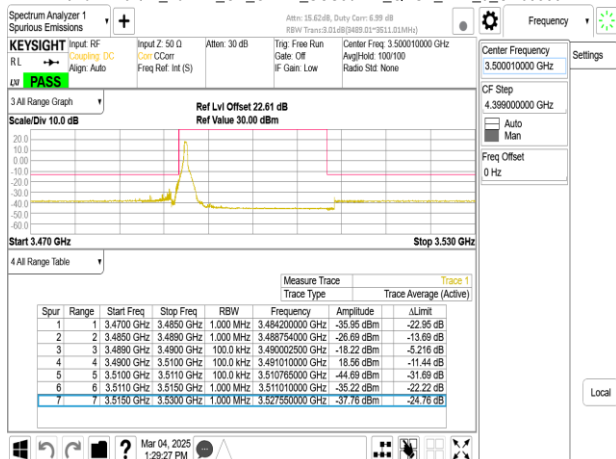 Spectrum Analyzer 1
Spurious Emissions
+
Attn: 15.62dB, Duty Corr: 6.99 dB
RBW Trans:3.01dB(3489.01~3511.01MHz)
Frequency
KEYSIGHT
Input: RF
Input Z: 50 Ω
Atten: 30 dB
Trig: Free Run
Center Freq: 3.500010000 GHz
RL
Coupling: DC
Corr CCorr
Gate: Off
Avg|Hold: 100/100
Align: Auto
Freq Ref: Int (S)
IF Gain: Low
Radio Std: None
PASS
Center Frequency
3.500010000 GHz
Settings
CF Step
4.399000000 GHz
Auto
Man
Freq Offset
0 Hz
3 All Range Graph
Ref Lvl Offset 22.61 dB
Scale/Div 10.0 dB
Ref Value 30.00 dBm
20.0
10.0
0.00
-10.0
-20.0
-30.0
-40.0
-50.0
-60.0
Start 3.470 GHz
Stop 3.530 GHz
4 All Range Table
Measure Trace Trace 1
Trace Type Trace Average (Active)
Spur Range Start Freq Stop Freq RBW Frequency Amplitude ΔLimit
1 1 3.4700 GHz 3.4850 GHz 1.000 MHz 3.484200000 GHz -35.95 dBm -22.95 dB
2 2 3.4850 GHz 3.4890 GHz 1.000 MHz 3.488754000 GHz -26.69 dBm -13.69 dB
3 3 3.4890 GHz 3.4900 GHz 100.0 kHz 3.490002500 GHz -18.22 dBm -5.216 dB
4 4 3.4900 GHz 3.5100 GHz 100.0 kHz 3.491010000 GHz 18.56 dBm -11.44 dB
5 5 3.5100 GHz 3.5110 GHz 100.0 kHz 3.510765000 GHz -44.69 dBm -31.69 dB
6 6 3.5110 GHz 3.5150 GHz 1.000 MHz 3.511010000 GHz -35.22 dBm -22.22 dB
7 7 3.5150 GHz 3.5300 GHz 1.000 MHz 3.527550000 GHz -37.76 dBm -24.76 dB
Local
?
Mar 04, 2025
1:29:27 PM